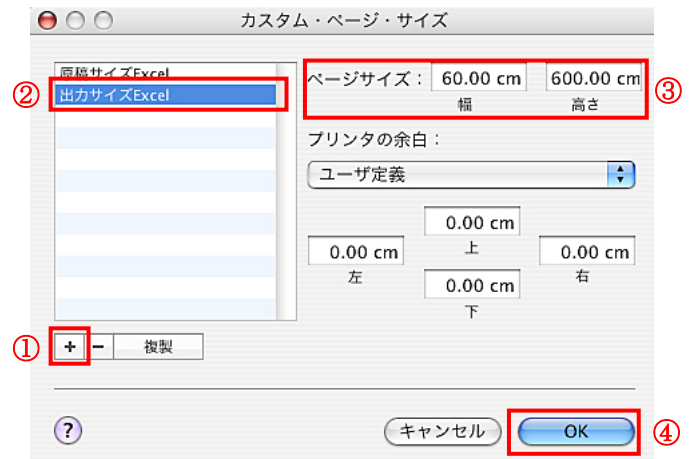 カスタム・ページ・サイズ
原稿サイズExcel
② 出力サイズExcel
ページサイズ： 60.00 cm 600.00 cm ③
幅 高さ
プリンタの余白：
ユーザ定義
0.00 cm
上
0.00 cm 0.00 cm
左 右
0.00 cm
下
① + − 複製
? キャンセル OK ④